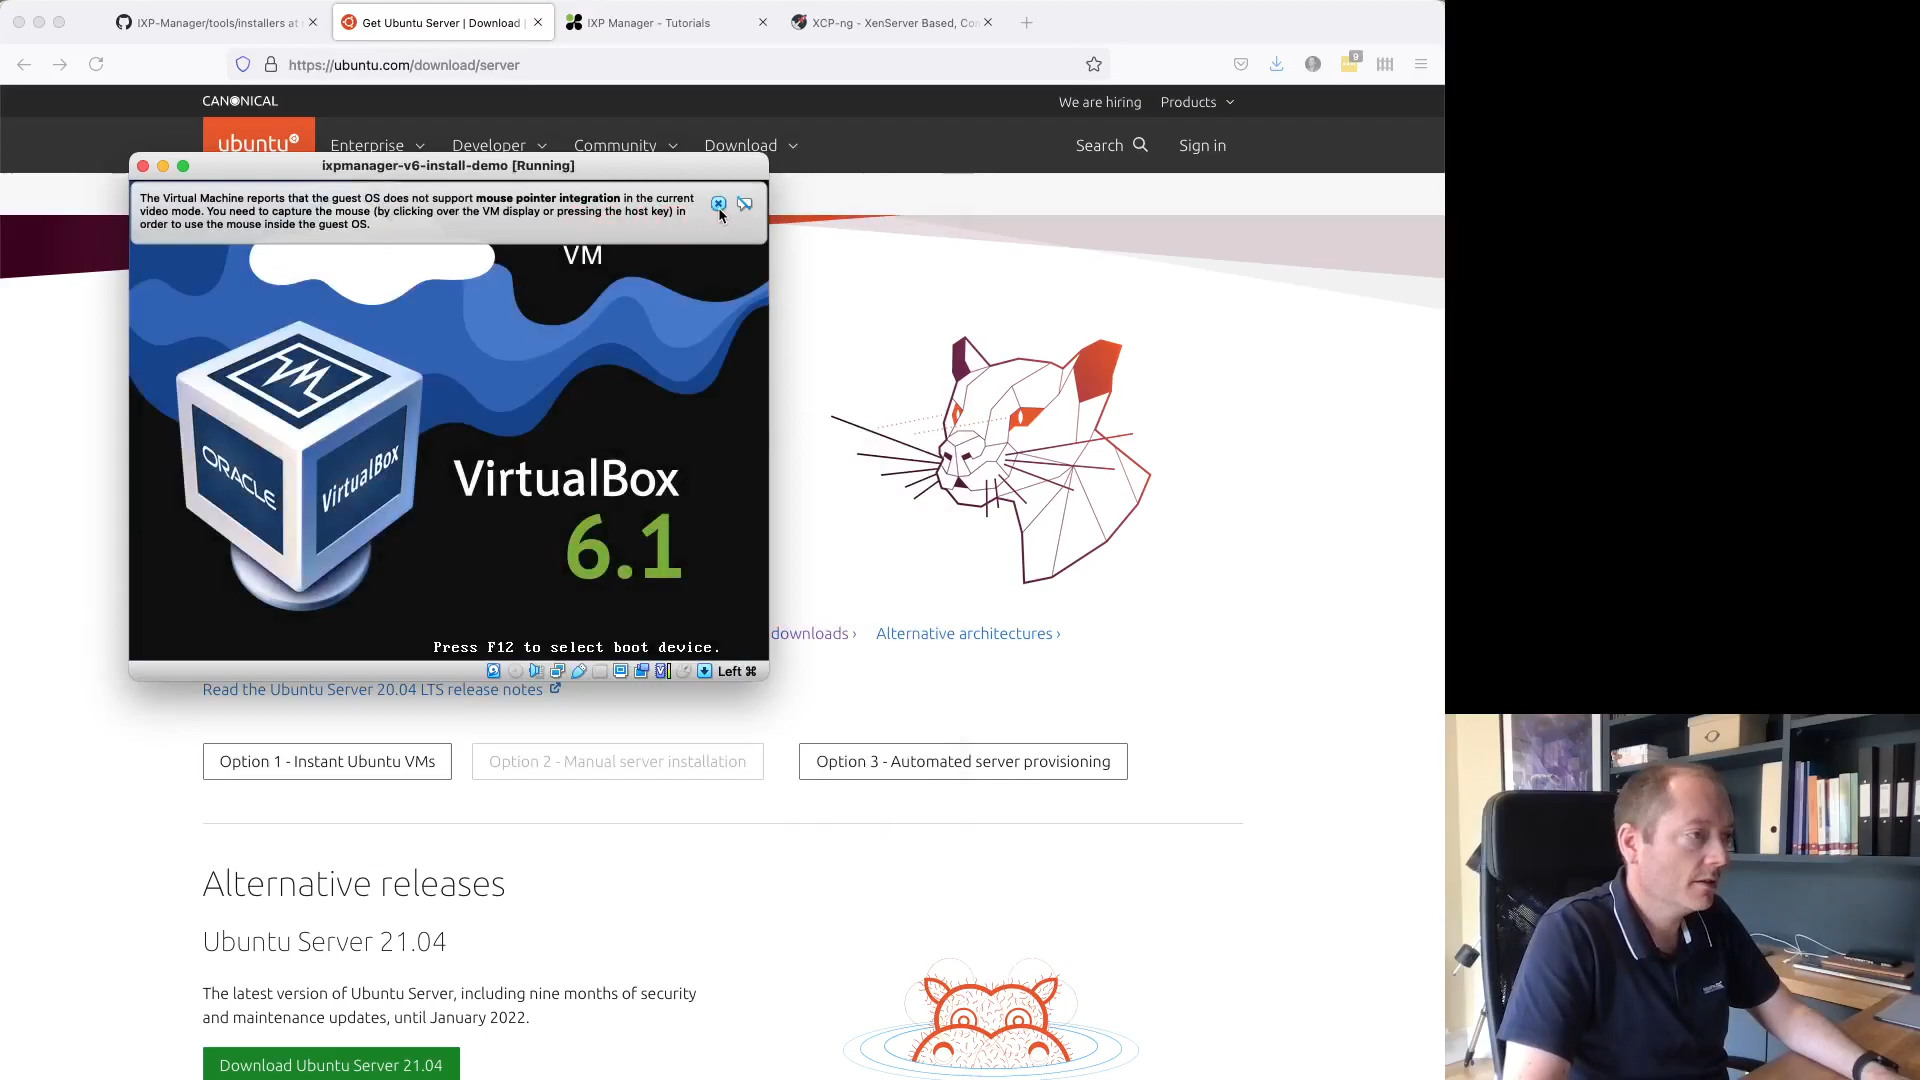 IXP-Manager/tools/installers at
Get Ubuntu Server | Download |
IXP Manager - Tutorials
XCP-ng - XenServer Based, Co
https://ubuntu.com/download/server
9
CANONICAL
We are hiring
Products
ubuntu
Enterprise
Developer
Community
Download
Search
Sign in
ixpmanager-v6-install-demo [Running]
The Virtual Machine reports that the guest OS does not support mouse pointer integration in the current
video mode. You need to capture the mouse (by clicking over the VM display or pressing the host key) in
order to use the mouse inside the guest OS.
VM
ORACLE
VirtualBox
VirtualBox
6.1
Press F12 to select boot device.
Left ⌘
downloads ›
Alternative architectures ›
Read the Ubuntu Server 20.04 LTS release notes
Option 1 - Instant Ubuntu VMs
Option 2 - Manual server installation
Option 3 - Automated server provisioning
Alternative releases
Ubuntu Server 21.04
The latest version of Ubuntu Server, including nine months of security
and maintenance updates, until January 2022.
Download Ubuntu Server 21.04